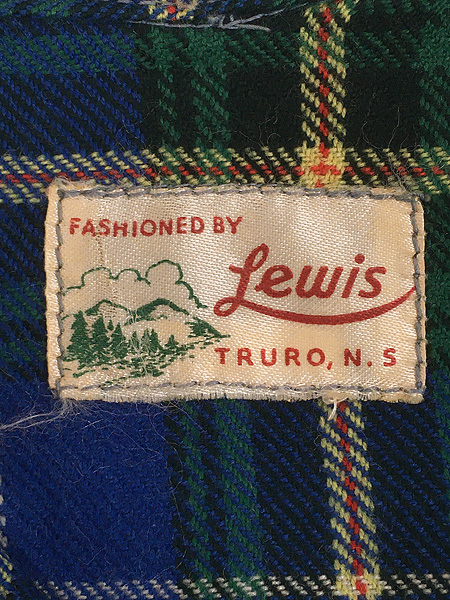 FASHIONED BY
Lewis
TRURO, N. S